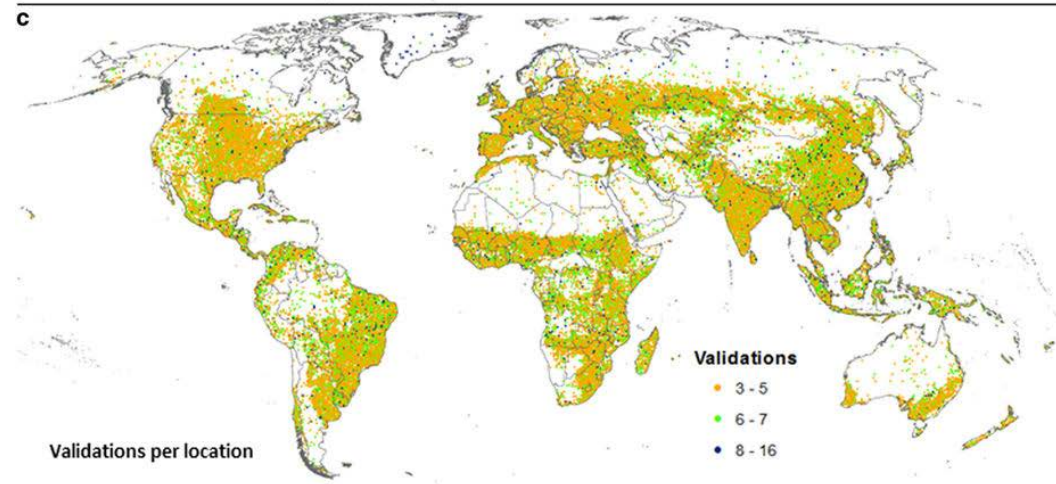 c
Validations
3 - 5
6 - 7
8 - 16
Validations per location